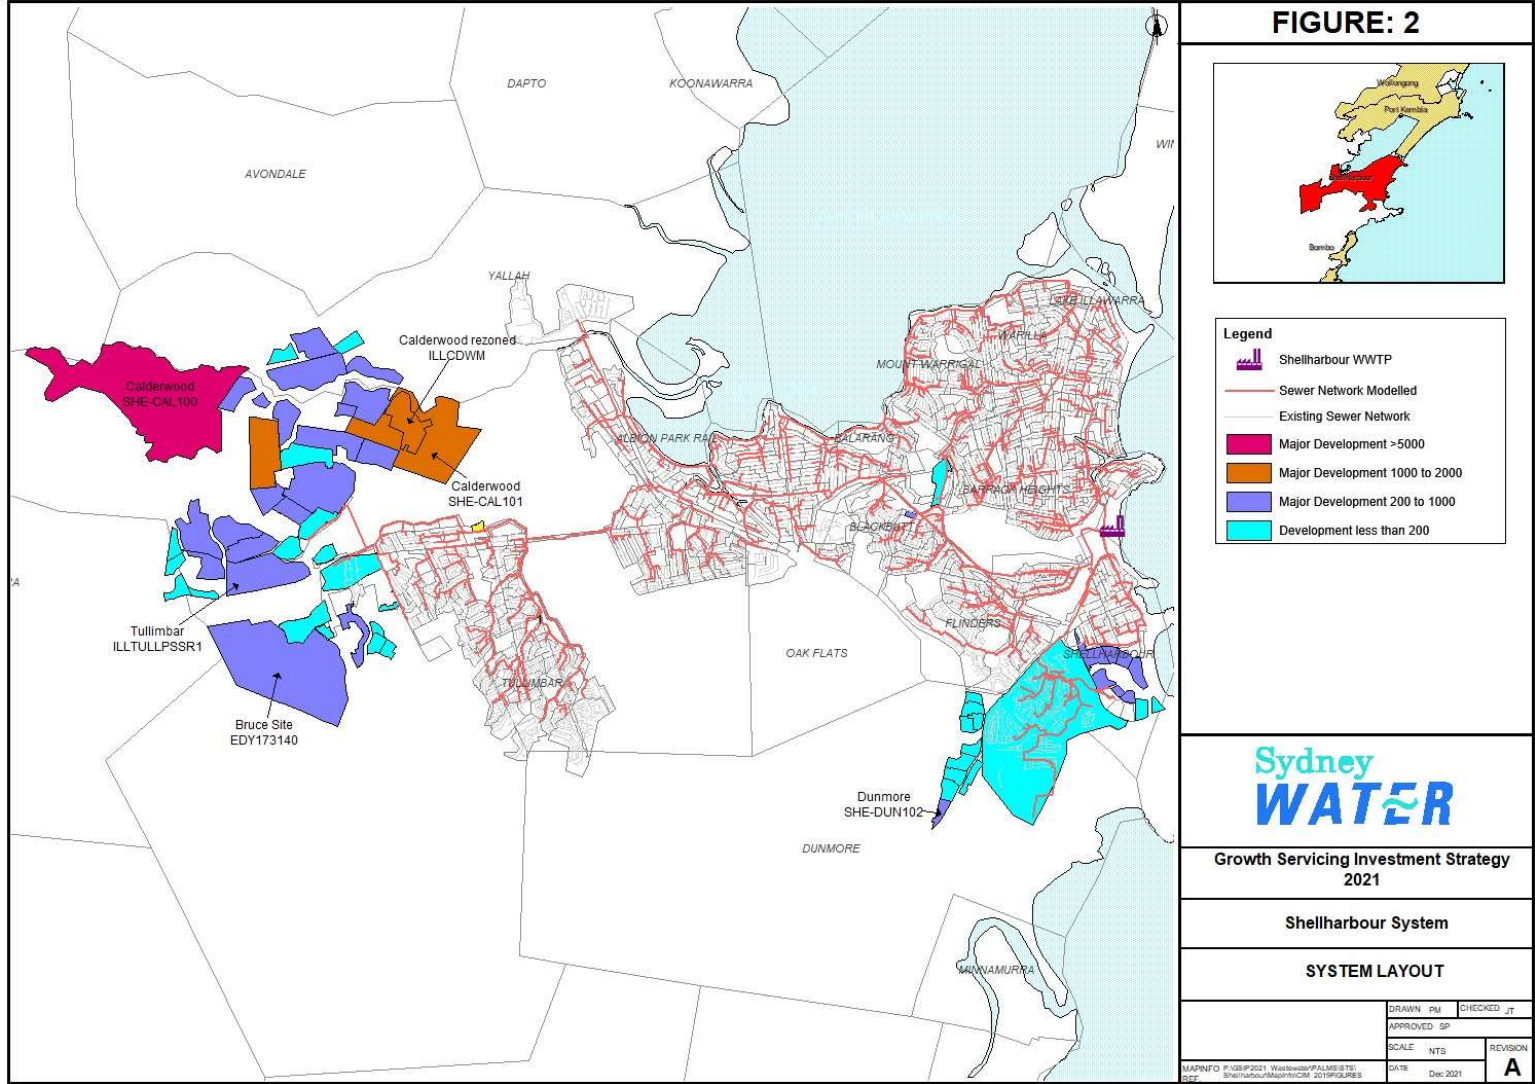 FIGURE: 2
DAPTO
KOONAWARRA
AVONDALE
YALLAH
Calderwood rezoned
ILLCDWM
Calderwood
SHE-CAL100
LAKE ILLAWARRA
WARILLA
MOUNT WARRIGAL
BALARANG
Calderwood
SHE-CAL101
BARRACK HEIGHTS
BLACKBUTT
Tullimbar
ILLTULLPSSR1
FLINDERS
OAK FLATS
SHELLHARBOUR
TULLIMBAR
Bruce Site
EDY173140
Dunmore
SHE-DUN102
DUNMORE
MINNAMURRA
Wollongong
Port Kembla
Bombo
Legend
Shellharbour WWTP
Sewer Network Modelled
Existing Sewer Network
Major Development >5000
Major Development 1000 to 2000
Major Development 200 to 1000
Development less than 200
Sydney
WATER
Growth Servicing Investment Strategy
2021
Shellharbour System
SYSTEM LAYOUT
DRAWN PM CHECKED JT
APPROVED SP
SCALE NTS
REVISION
A
DATE Dec 2021
MAPINFO
REF.